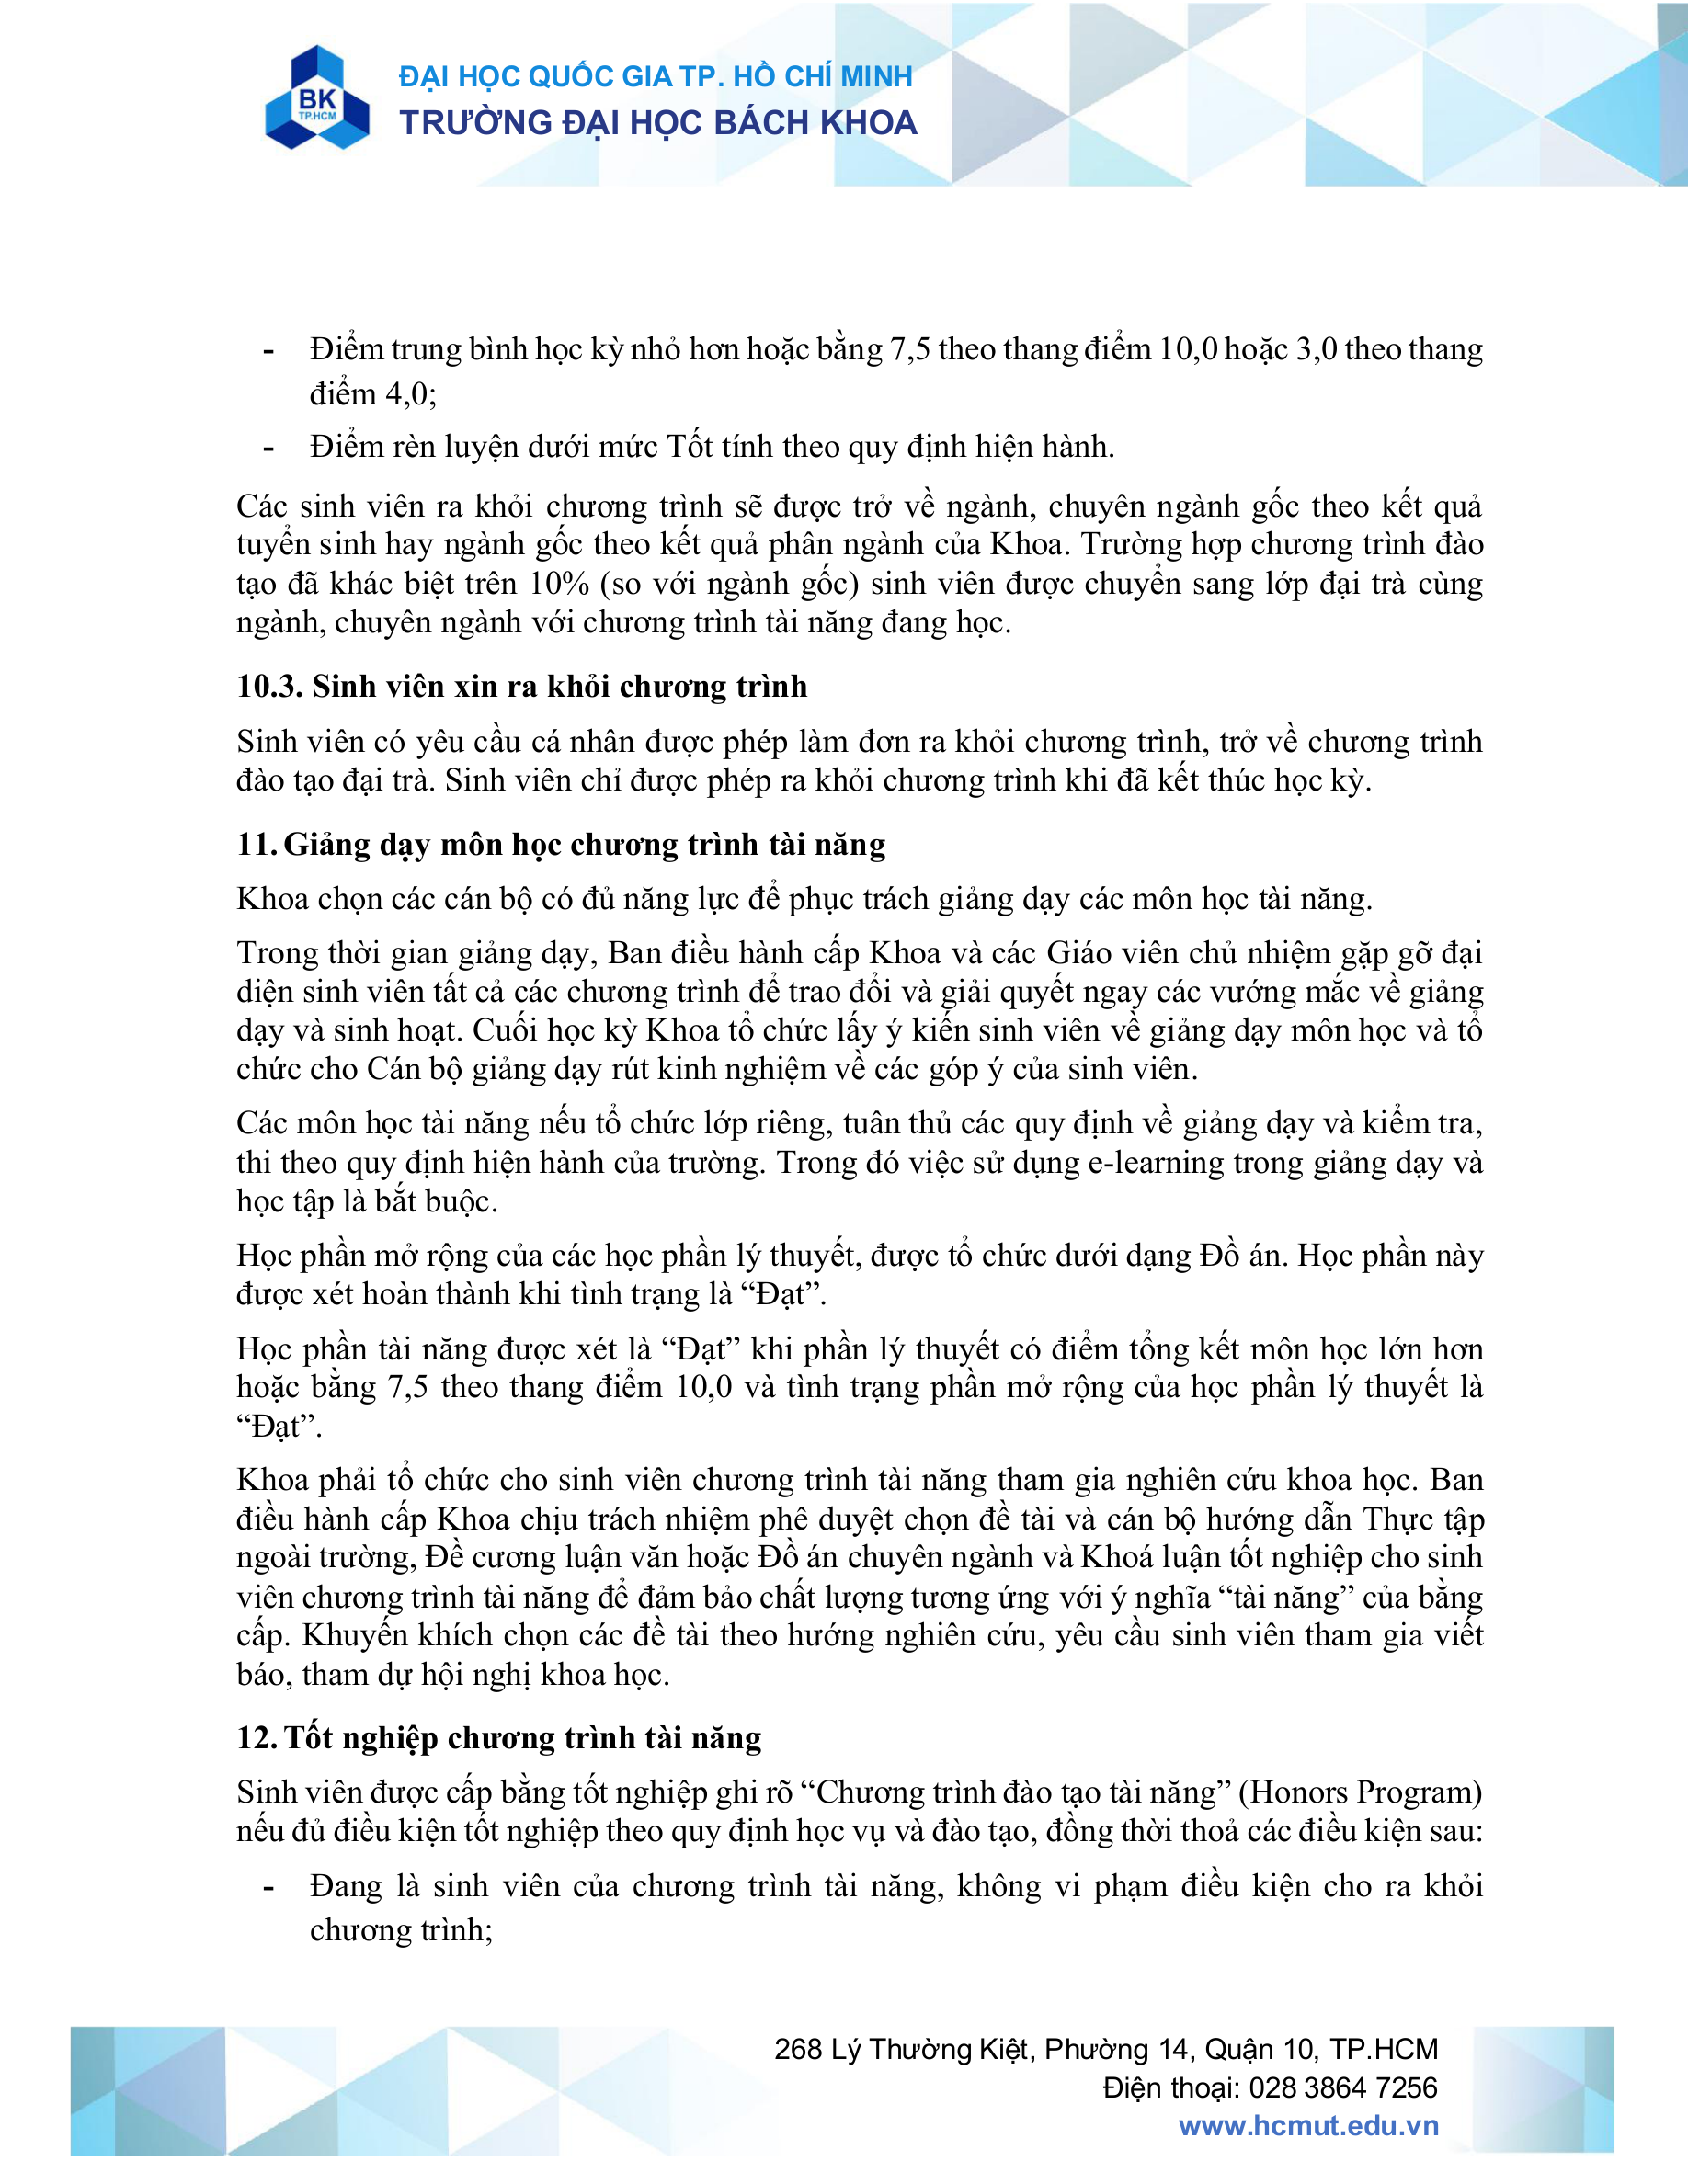 BK
TP.HCM
ĐẠI HỌC QUỐC GIA TP. HỒ CHÍ MINH
TRƯỜNG ĐẠI HỌC BÁCH KHOA
- Điểm trung bình học kỳ nhỏ hơn hoặc bằng 7,5 theo thang điểm 10,0 hoặc 3,0 theo thang
điểm 4,0;
- Điểm rèn luyện dưới mức Tốt tính theo quy định hiện hành.
Các sinh viên ra khỏi chương trình sẽ được trở về ngành, chuyên ngành gốc theo kết quả
tuyển sinh hay ngành gốc theo kết quả phân ngành của Khoa. Trường hợp chương trình đào
tạo đã khác biệt trên 10% (so với ngành gốc) sinh viên được chuyển sang lớp đại trà cùng
ngành, chuyên ngành với chương trình tài năng đang học.
10.3. Sinh viên xin ra khỏi chương trình
Sinh viên có yêu cầu cá nhân được phép làm đơn ra khỏi chương trình, trở về chương trình
đào tạo đại trà. Sinh viên chỉ được phép ra khỏi chương trình khi đã kết thúc học kỳ.
11. Giảng dạy môn học chương trình tài năng
Khoa chọn các cán bộ có đủ năng lực để phục trách giảng dạy các môn học tài năng.
Trong thời gian giảng dạy, Ban điều hành cấp Khoa và các Giáo viên chủ nhiệm gặp gỡ đại
diện sinh viên tất cả các chương trình để trao đổi và giải quyết ngay các vướng mắc về giảng
dạy và sinh hoạt. Cuối học kỳ Khoa tổ chức lấy ý kiến sinh viên về giảng dạy môn học và tổ
chức cho Cán bộ giảng dạy rút kinh nghiệm về các góp ý của sinh viên.
Các môn học tài năng nếu tổ chức lớp riêng, tuân thủ các quy định về giảng dạy và kiểm tra,
thi theo quy định hiện hành của trường. Trong đó việc sử dụng e-learning trong giảng dạy và
học tập là bắt buộc.
Học phần mở rộng của các học phần lý thuyết, được tổ chức dưới dạng Đồ án. Học phần này
được xét hoàn thành khi tình trạng là “Đạt”.
Học phần tài năng được xét là “Đạt” khi phần lý thuyết có điểm tổng kết môn học lớn hơn
hoặc bằng 7,5 theo thang điểm 10,0 và tình trạng phần mở rộng của học phần lý thuyết là
“Đạt”.
Khoa phải tổ chức cho sinh viên chương trình tài năng tham gia nghiên cứu khoa học. Ban
điều hành cấp Khoa chịu trách nhiệm phê duyệt chọn đề tài và cán bộ hướng dẫn Thực tập
ngoài trường, Đề cương luận văn hoặc Đồ án chuyên ngành và Khoá luận tốt nghiệp cho sinh
viên chương trình tài năng để đảm bảo chất lượng tương ứng với ý nghĩa “tài năng” của bằng
cấp. Khuyến khích chọn các đề tài theo hướng nghiên cứu, yêu cầu sinh viên tham gia viết
báo, tham dự hội nghị khoa học.
12. Tốt nghiệp chương trình tài năng
Sinh viên được cấp bằng tốt nghiệp ghi rõ “Chương trình đào tạo tài năng” (Honors Program)
nếu đủ điều kiện tốt nghiệp theo quy định học vụ và đào tạo, đồng thời thoả các điều kiện sau:
- Đang là sinh viên của chương trình tài năng, không vi phạm điều kiện cho ra khỏi
chương trình;
268 Lý Thường Kiệt, Phường 14, Quận 10, TP.HCM
Điện thoại: 028 3864 7256
www.hcmut.edu.vn